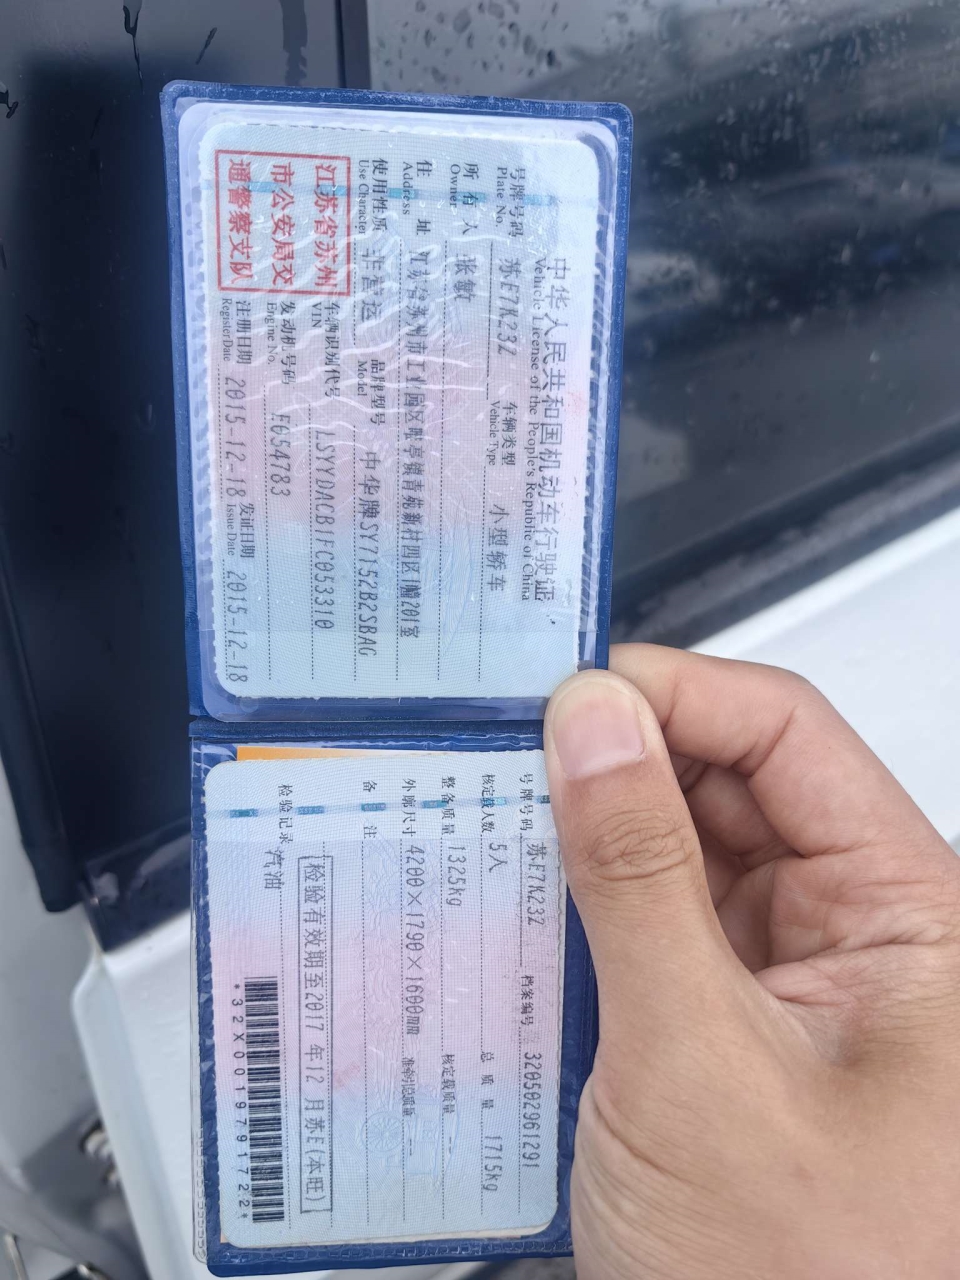 中华人民共和国机动车行驶证
Vehicle License of the People's Republic of China
号牌号码 苏E7K23Z 车辆类型 小型轿车
Plate No. Vehicle Type
所有人 张敏
Owner
住址 江苏省苏州市工业园区跨亭镇青苑新村四区1幢201室
Address
使用性质 非营运 品牌型号 中华牌SY7152B2SBAG
Use Character Model
江苏省苏州
市公安局交
通警察支队
车辆识别代号 LSYYDACB1FC053310
VIN
发动机号码 F054783
Engine No.
注册日期 2015-12-18 发证日期 2015-12-18
Register Date Issue Date
号牌号码 苏E7K23Z 档案编号 320502961291
核定载人数 5人 总质量 1715kg
整备质量 1325kg 核定载质量 --
外廓尺寸 4200×1790×1600mm 准牵引总质量 --
备注
检验有效期至2017年12月苏E(本旺)
检验记录 汽油
*32X0019791722*